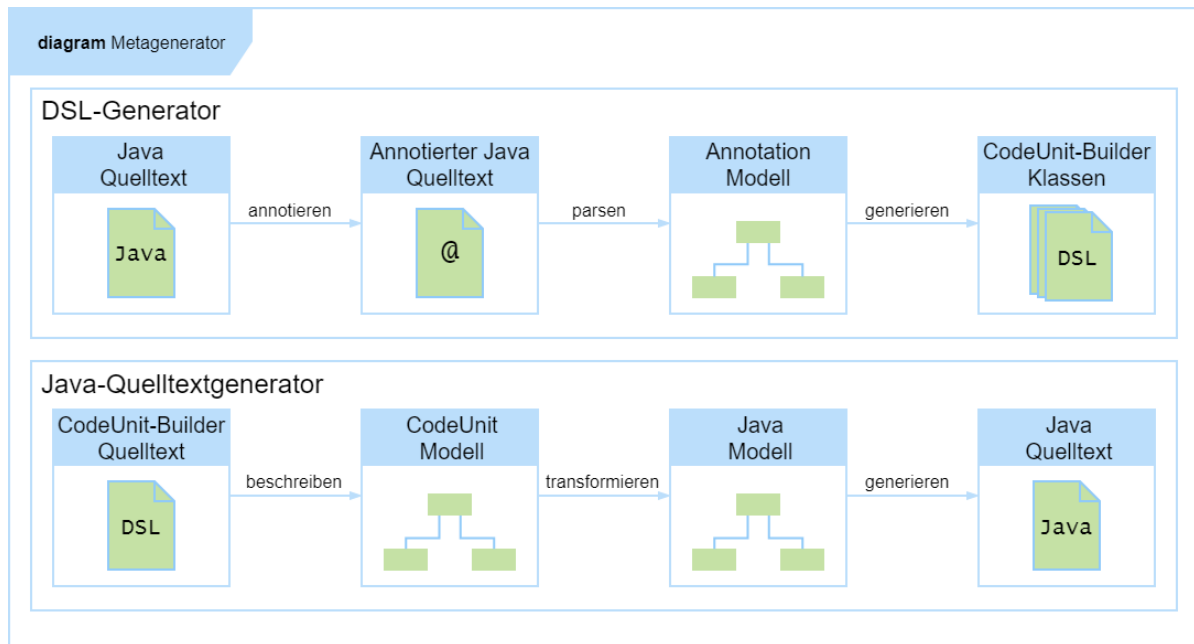 diagram Metagenerator
DSL-Generator
Java
Quelltext
Java
annotieren
Annotierter Java
Quelltext
@
parsen
Annotation
Modell
generieren
CodeUnit-Builder
Klassen
DSL
Java-Quelltextgenerator
CodeUnit-Builder
Quelltext
DSL
beschreiben
CodeUnit
Modell
transformieren
Java
Modell
generieren
Java
Quelltext
Java